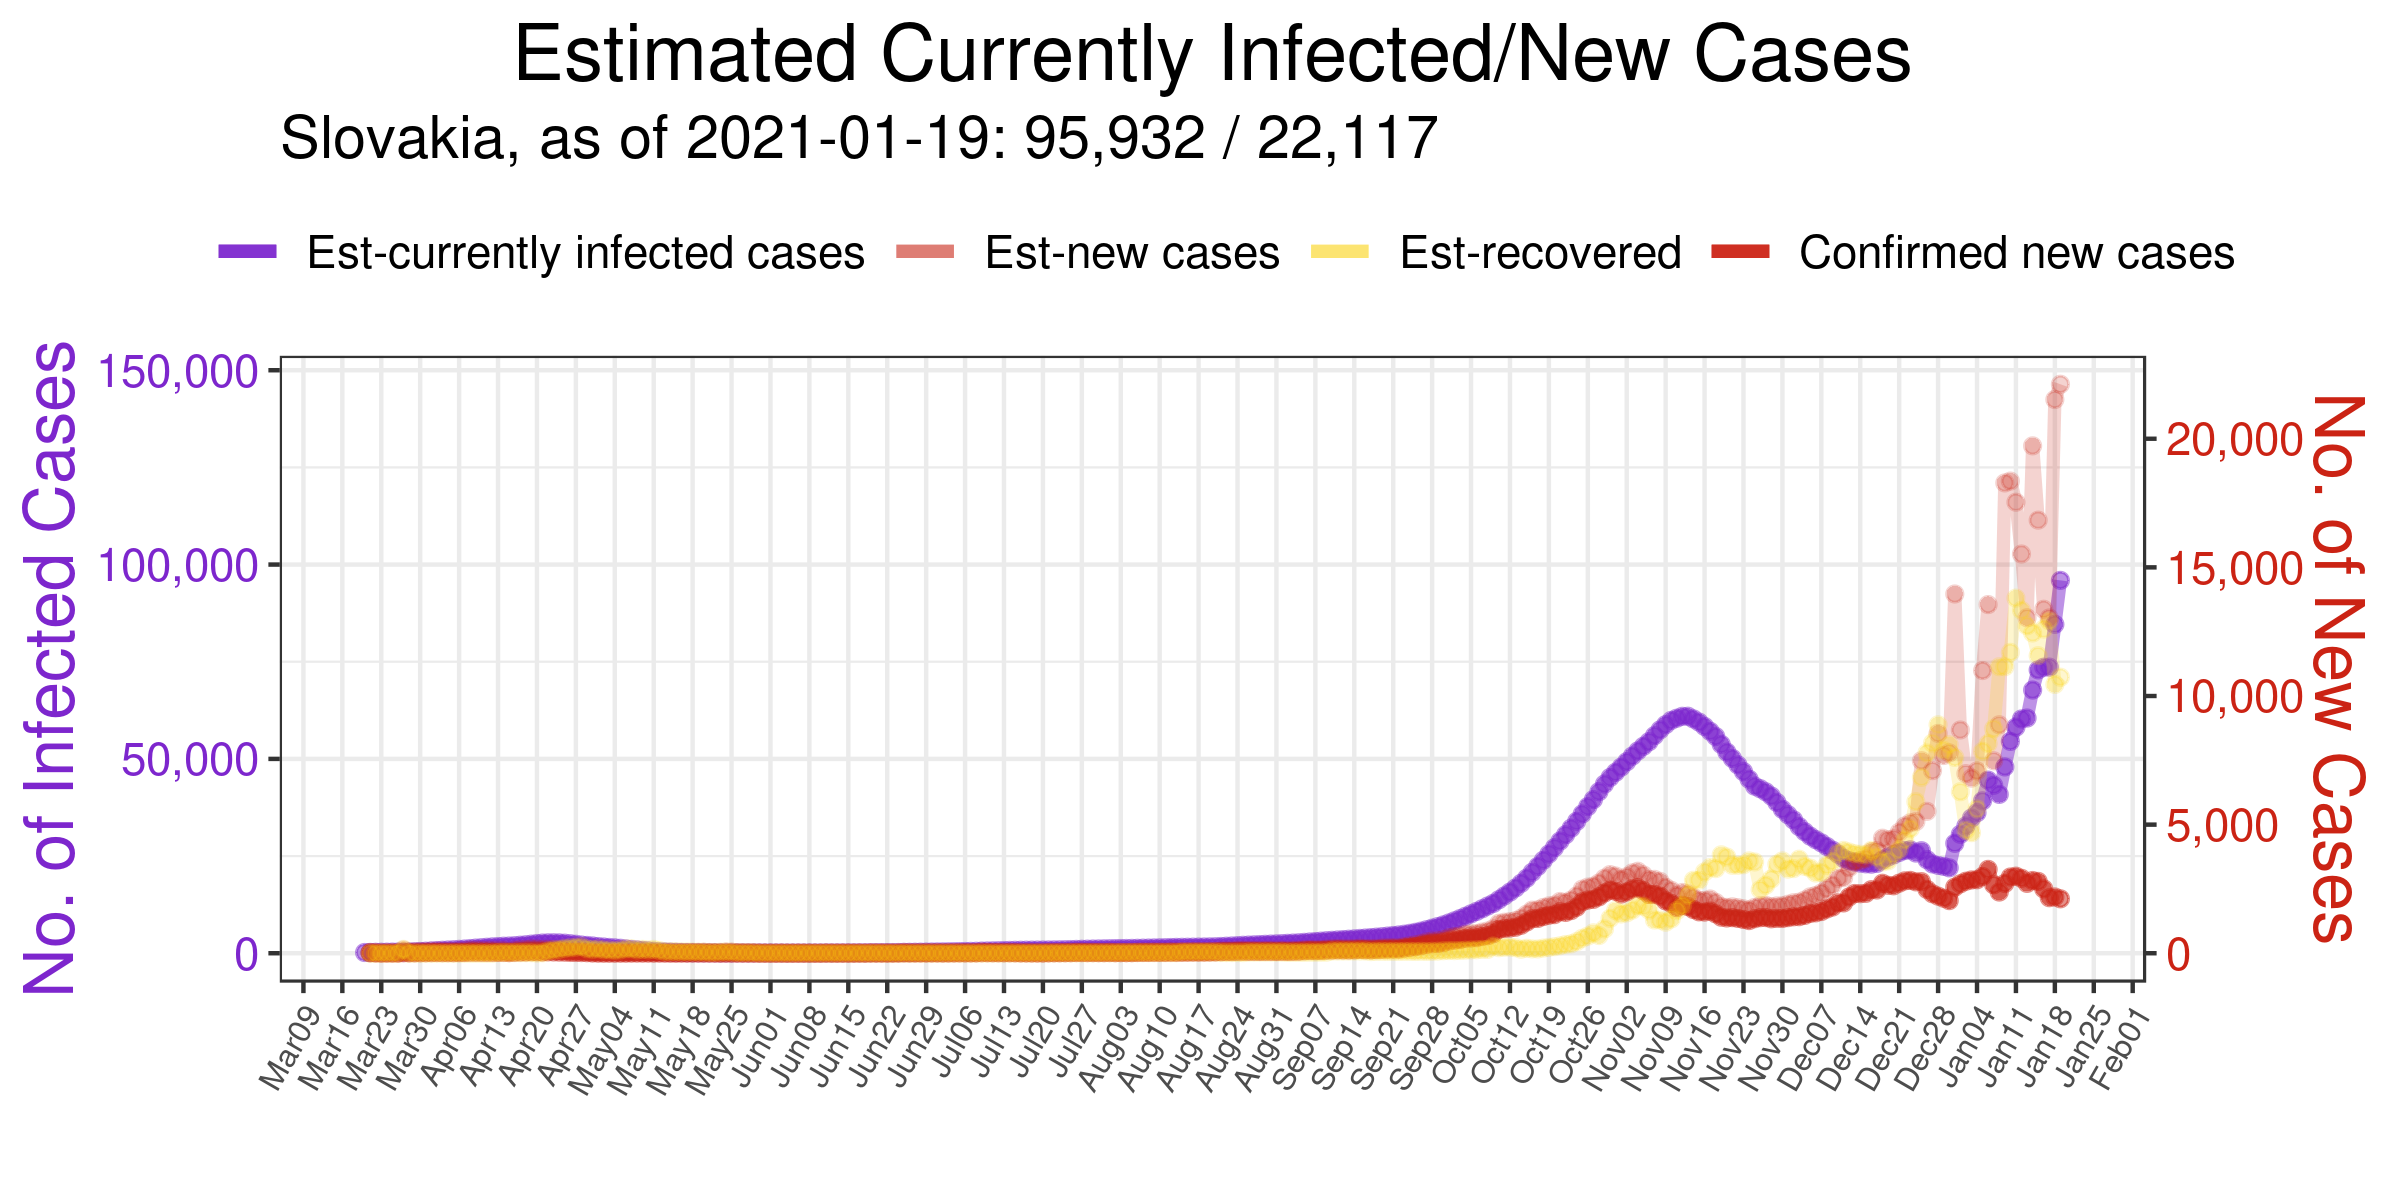 Estimated Currently Infected/New Cases
Slovakia, as of 2021-01-19: 95,932 / 22,117
Est-currently infected cases Est-new cases Est-recovered Confirmed new cases
No. of Infected Cases
150,000
100,000
50,000
0
20,000
15,000
10,000
5,000
0
No. of New Cases
Mar09 Mar16 Mar23 Mar30 Apr06 Apr13 Apr20 Apr27 May04 May11 May18 May25 Jun01 Jun08 Jun15 Jun22 Jun29 Jul06 Jul13 Jul20 Jul27 Aug03 Aug10 Aug17 Aug24 Aug31 Sep07 Sep14 Sep21 Sep28 Oct05 Oct12 Oct19 Oct26 Nov02 Nov09 Nov16 Nov23 Nov30 Dec07 Dec14 Dec21 Dec28 Jan04 Jan11 Jan18 Jan25 Feb01